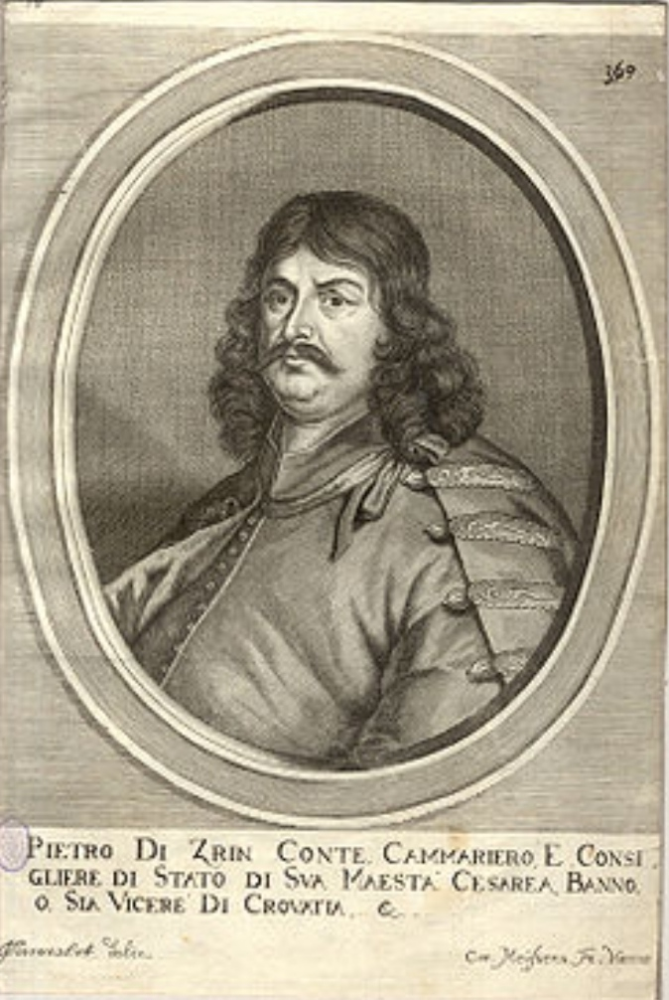 369
PIETRO DI ZRIN CONTE. CAMMARIERO, E CONSI
GLIERE DI STATO DI SVA MAESTA' CESAREA, BANNO,
O, SIA VICERE' DI CROVATIA, &.